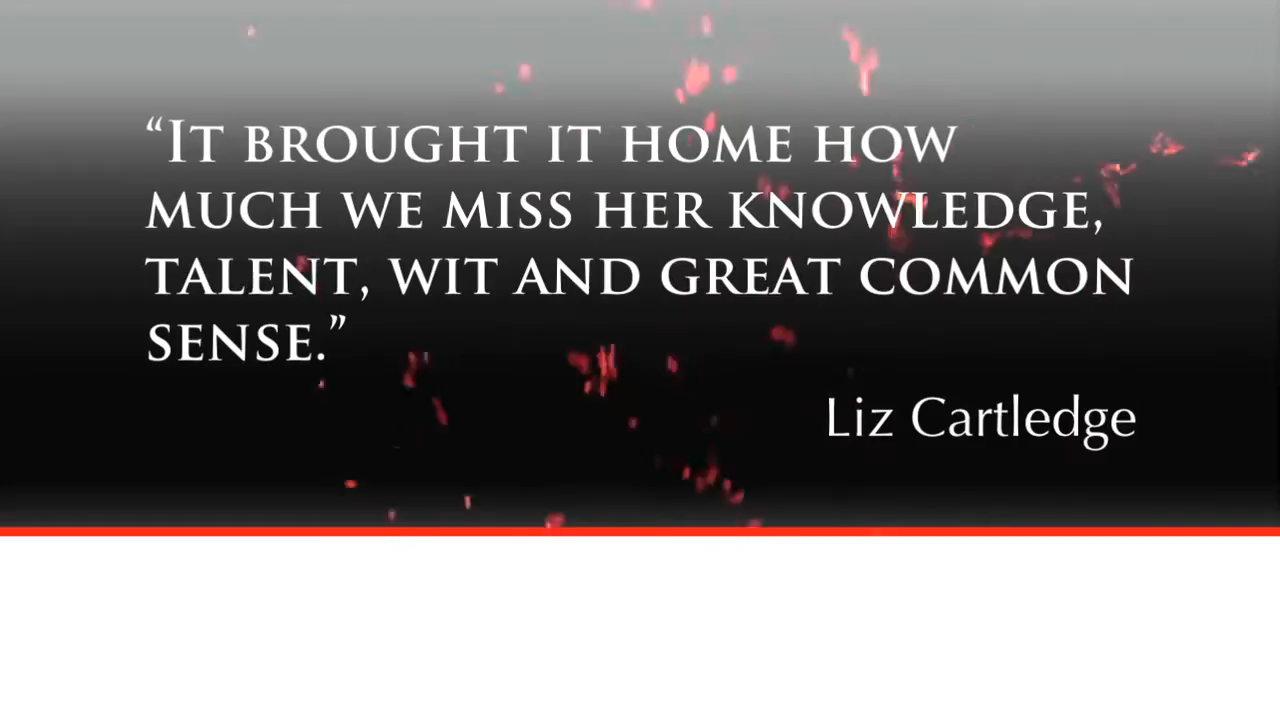 “It brought it home how
much we miss her knowledge,
talent, wit and great common
sense.”
Liz Cartledge